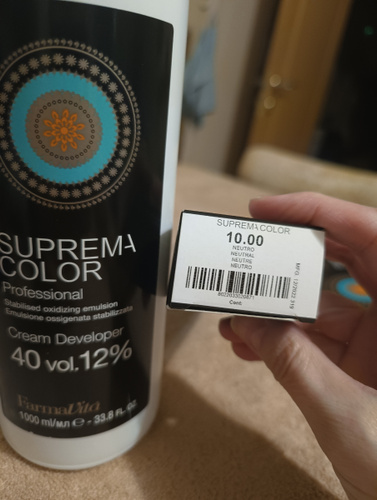 SUPREMA
COLOR
Professional
Stabilised oxidizing emulsion
Emulsione ossigenata stabilizzata
Cream Developer
40 vol.12%
FarmaVita
1000 ml/мл e - 33.8 fl. oz.
SUPREMA COLOR
10.00
NEUTRO
NEUTRAL
NEUTRE
NEUTRO